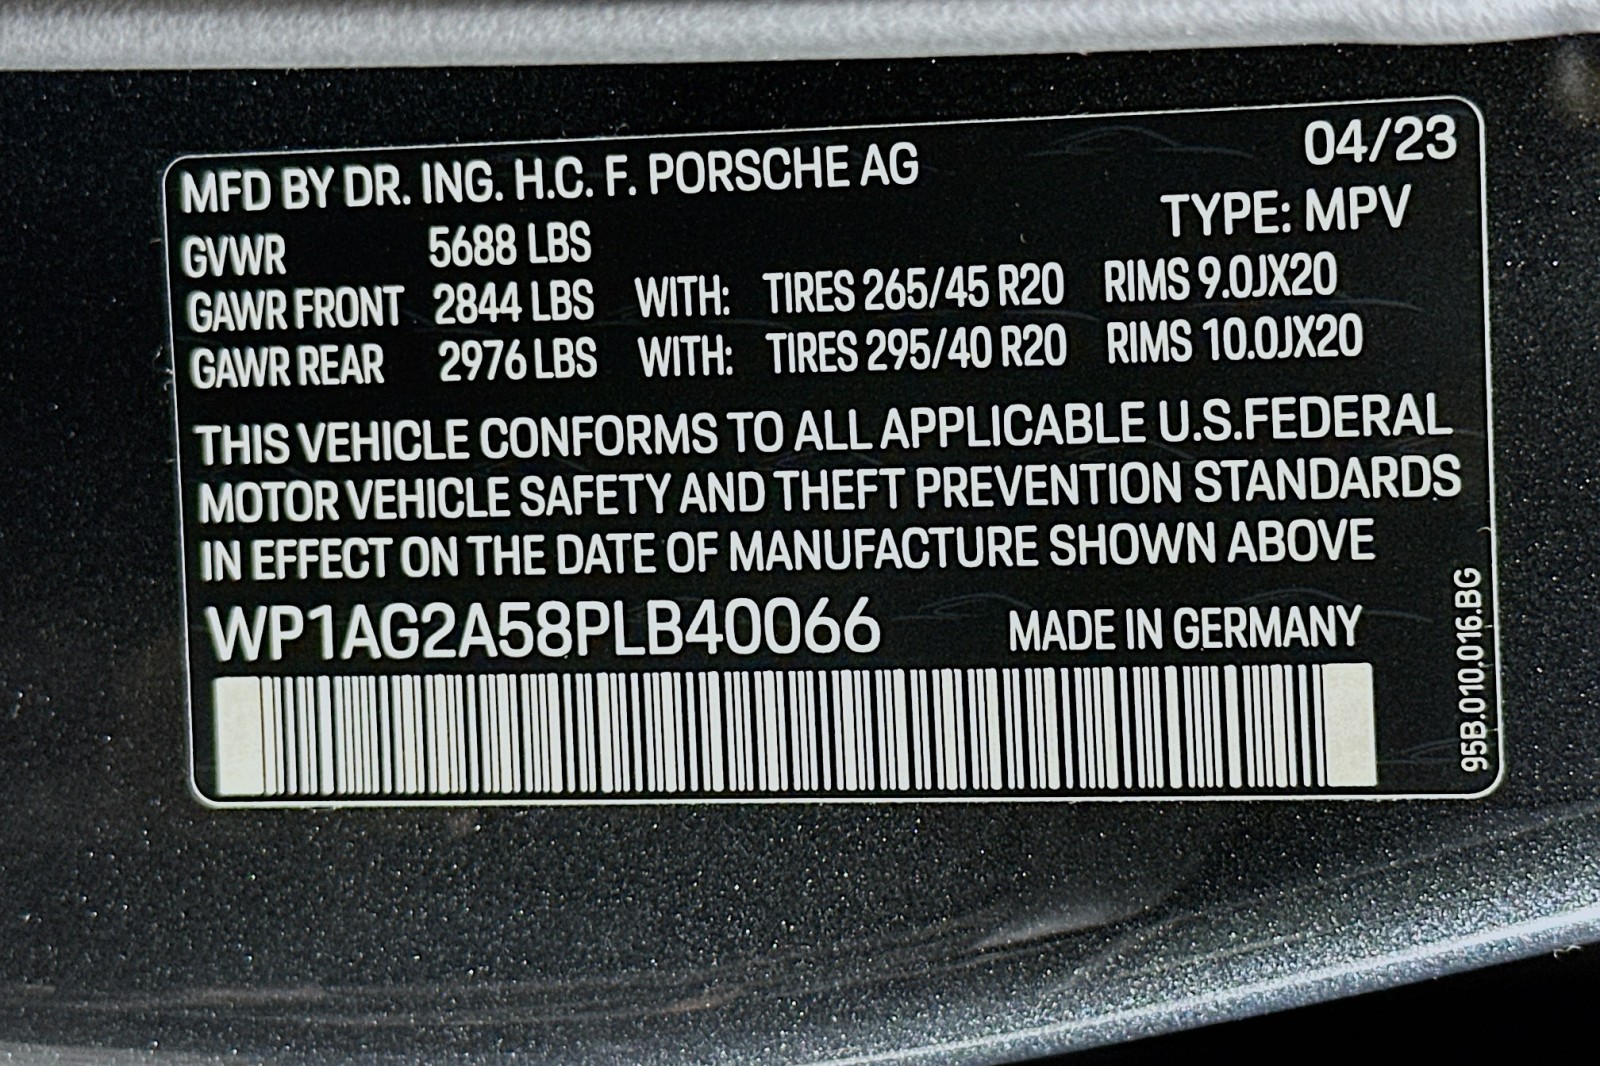 MFD BY DR. ING. H.C. F. PORSCHE AG 04/23
GVWR 5688 LBS TYPE: MPV
GAWR FRONT 2844 LBS WITH: TIRES 265/45 R20 RIMS 9.0JX20
GAWR REAR 2976 LBS WITH: TIRES 295/40 R20 RIMS 10.0JX20
THIS VEHICLE CONFORMS TO ALL APPLICABLE U.S.FEDERAL
MOTOR VEHICLE SAFETY AND THEFT PREVENTION STANDARDS
IN EFFECT ON THE DATE OF MANUFACTURE SHOWN ABOVE
WP1AG2A58PLB40066 MADE IN GERMANY
95B.010.016.BG